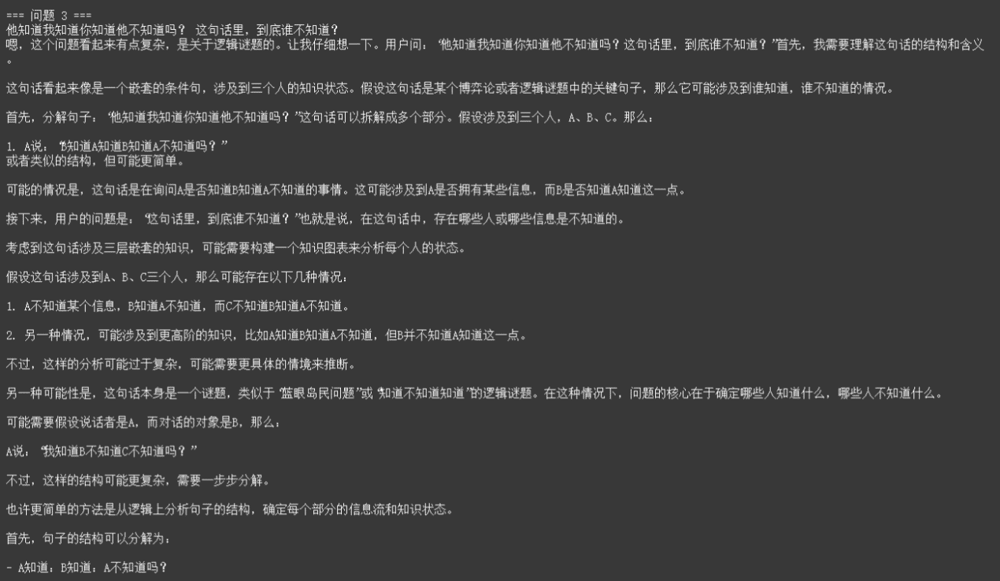 === 问题 3 ===
他知道我知道你知道他不知道吗? 这句话里，到底谁不知道?
嗯，这个问题看起来有点复杂，是关于逻辑谜题的。让我仔细想一下。用户问：“他知道我知道你知道他不知道吗？这句话里，到底谁不知道？”首先，我需要理解这句话的结构和含义
。
这句话看起来像是一个嵌套的条件句，涉及到三个人的知识状态。假设这句话是某个博弈论或者逻辑谜题中的关键句子，那么它可能涉及到谁知道，谁不知道的情况。
首先，分解句子：“他知道我知道你知道他不知道吗？”这句话可以拆解成多个部分。假设涉及到三个人，A、B、C。那么：
1. A说：“B知道A知道B知道A不知道吗？”
或者类似的结构，但可能更简单。
可能的情况是，这句话是在询问A是否知道B知道A不知道的事情。这可能涉及到A是否拥有某些信息，而B是否知道A知道这一点。
接下来，用户的问题是：“这句话里，到底谁不知道？”也就是说，在这句话中，存在哪些人或哪些信息是不知道的。
考虑到这句话涉及三层嵌套的知识，可能需要构建一个知识图表来分析每个人的状态。
假设这句话涉及到A、B、C三个人，那么可能存在以下几种情况：
1. A不知道某个信息，B知道A不知道，而C不知道B知道A不知道。
2. 另一种情况，可能涉及到更高阶的知识，比如A知道B知道A不知道，但B并不知道A知道这一点。
不过，这样的分析可能过于复杂，可能需要更具体的情境来推断。
另一种可能性是，这句话本身是一个谜题，类似于“蓝眼岛民问题”或“知道不知道知道”的逻辑谜题。在这种情况下，问题的核心在于确定哪些人知道什么，哪些人不知道什么。
可能需要假设说话者是A，而对话的对象是B，那么：
A说：“我知道B不知道C不知道吗？”
不过，这样的结构可能更复杂，需要一步步分解。
也许更简单的方法是从逻辑上分析句子的结构，确定每个部分的信息流和知识状态。
首先，句子的结构可以分解为：
- A知道：B知道：A不知道吗？